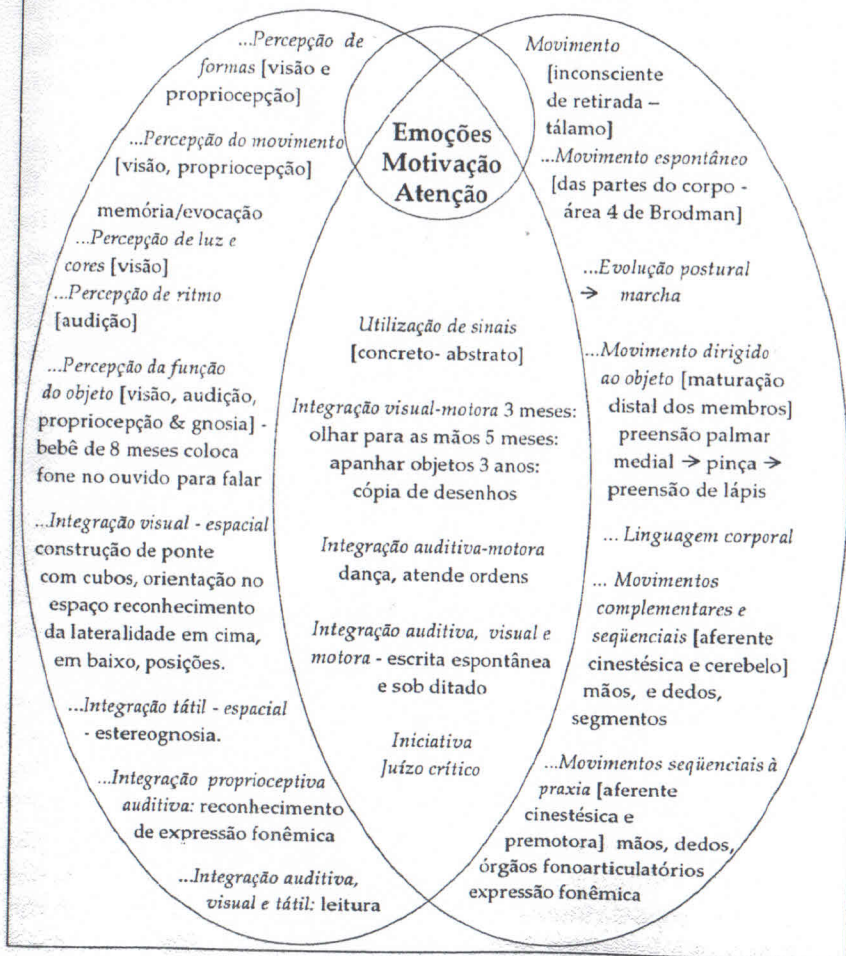 ...Percepção de
formas [visão e
propriocepção]
...Percepção do movimento
[visão, propriocepção]
memória/evocação
...Percepção de luz e
cores [visão]
...Percepção de ritmo
[audição]
...Percepção da função
do objeto [visão, audição,
propriocepção & gnosia] -
bebê de 8 meses coloca
fone no ouvido para falar
...Integração visual - espacial
construção de ponte
com cubos, orientação no
espaço reconhecimento
da lateralidade em cima,
em baixo, posições.
...Integração tátil - espacial
- estereognosia.
...Integração proprioceptiva
auditiva: reconhecimento
de expressão fonêmica
...Integração auditiva,
visual e tátil: leitura
Emoções
Motivação
Atenção
Utilização de sinais
[concreto- abstrato]
Integração visual-motora 3 meses:
olhar para as mãos 5 meses:
apanhar objetos 3 anos:
cópia de desenhos
Integração auditiva-motora
dança, atende ordens
Integração auditiva, visual e
motora - escrita espontânea
e sob ditado
Iniciativa
Juízo crítico
Movimento
[inconsciente
de retirada –
tálamo]
...Movimento espontâneo
[das partes do corpo -
área 4 de Brodman]
...Evolução postural
→ marcha
...Movimento dirigido
ao objeto [maturação
distal dos membros]
preensão palmar
medial → pinça →
preensão de lápis
... Linguagem corporal
... Movimentos
complementares e
seqüenciais [aferente
cinestésica e cerebelo]
mãos, e dedos,
segmentos
...Movimentos seqüenciais à
praxia [aferente
cinestésica e
premotora] mãos, dedos,
órgãos fonoarticulatórios
expressão fonêmica